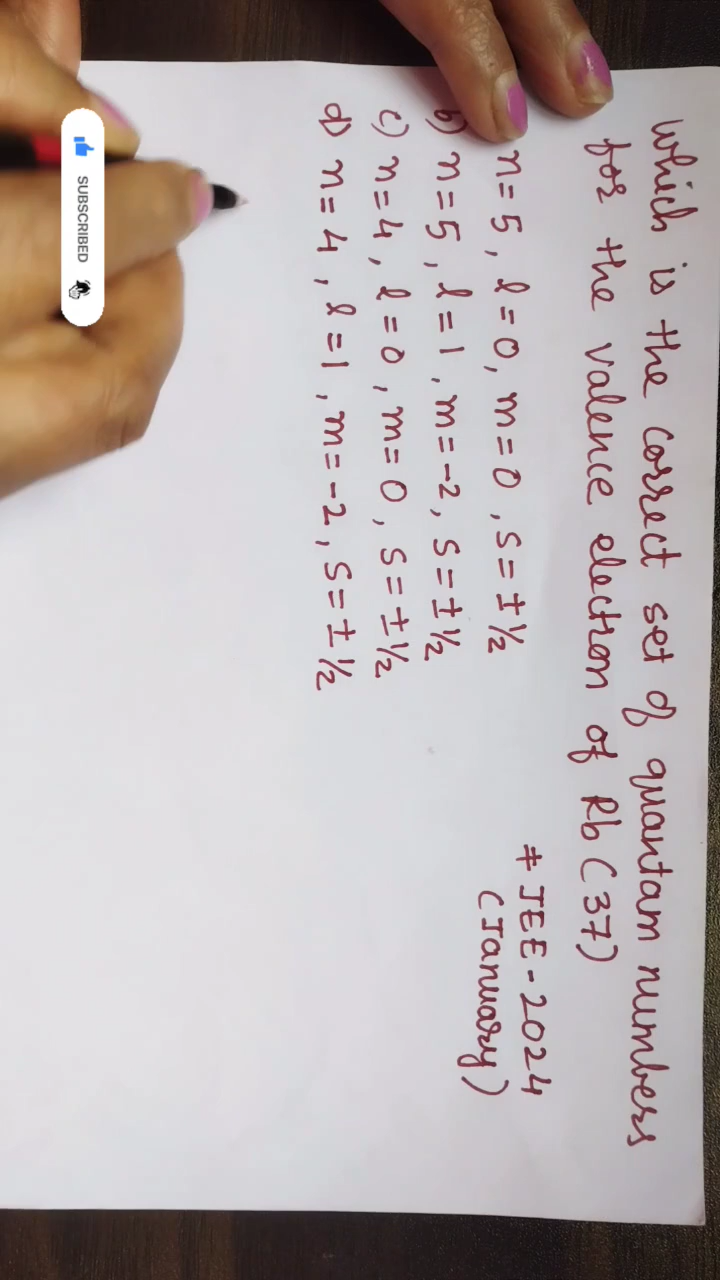 which is the correct set of quantam numbers
for the valence electron of Rb (37)
n = 5, l = 0, m = 0, s = ± 1/2
b) n = 5, l = 1, m = -2, s = ± 1/2
c) n = 4, l = 0, m = 0, s = ± 1/2
d) n = 4, l = 1, m = -2, s = ± 1/2
# JEE - 2024
(January)
SUBSCRIBED